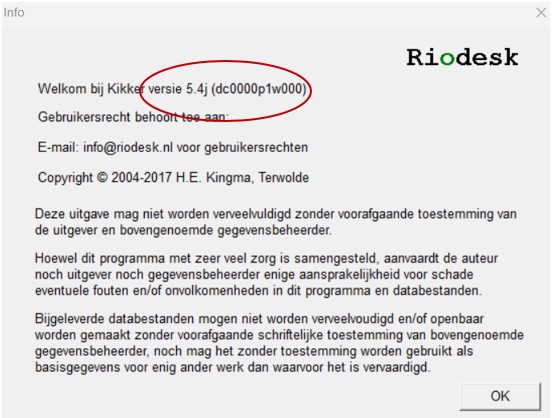 Info
Riodesk
Welkom bij Kikker versie 5.4j (dc0000p1w000)
Gebruikersrecht behoort toe aan:
E-mail: info@riodesk.nl voor gebruikersrechten
Copyright © 2004-2017 H.E. Kingma, Terwolde
Deze uitgave mag niet worden verveelvuldigd zonder voorafgaande toestemming van
de uitgever en bovengenoemde gegevensbeheerder.
Hoewel dit programma met zeer veel zorg is samengesteld, aanvaardt de auteur
noch uitgever noch gegevensbeheerder enige aansprakelijkheid voor schade
eventuele fouten en/of onvolkomenheden in dit programma en databestanden.
Bijgeleverde databestanden mogen niet worden verveelvoudigd en/of openbaar
worden gemaakt zonder voorafgaande schriftelijke toestemming van bovengenoemde
gegevensbeheerder, noch mag het zonder toestemming worden gebruikt als
basisgegevens voor enig ander werk dan waarvoor het is vervaardigd.
OK